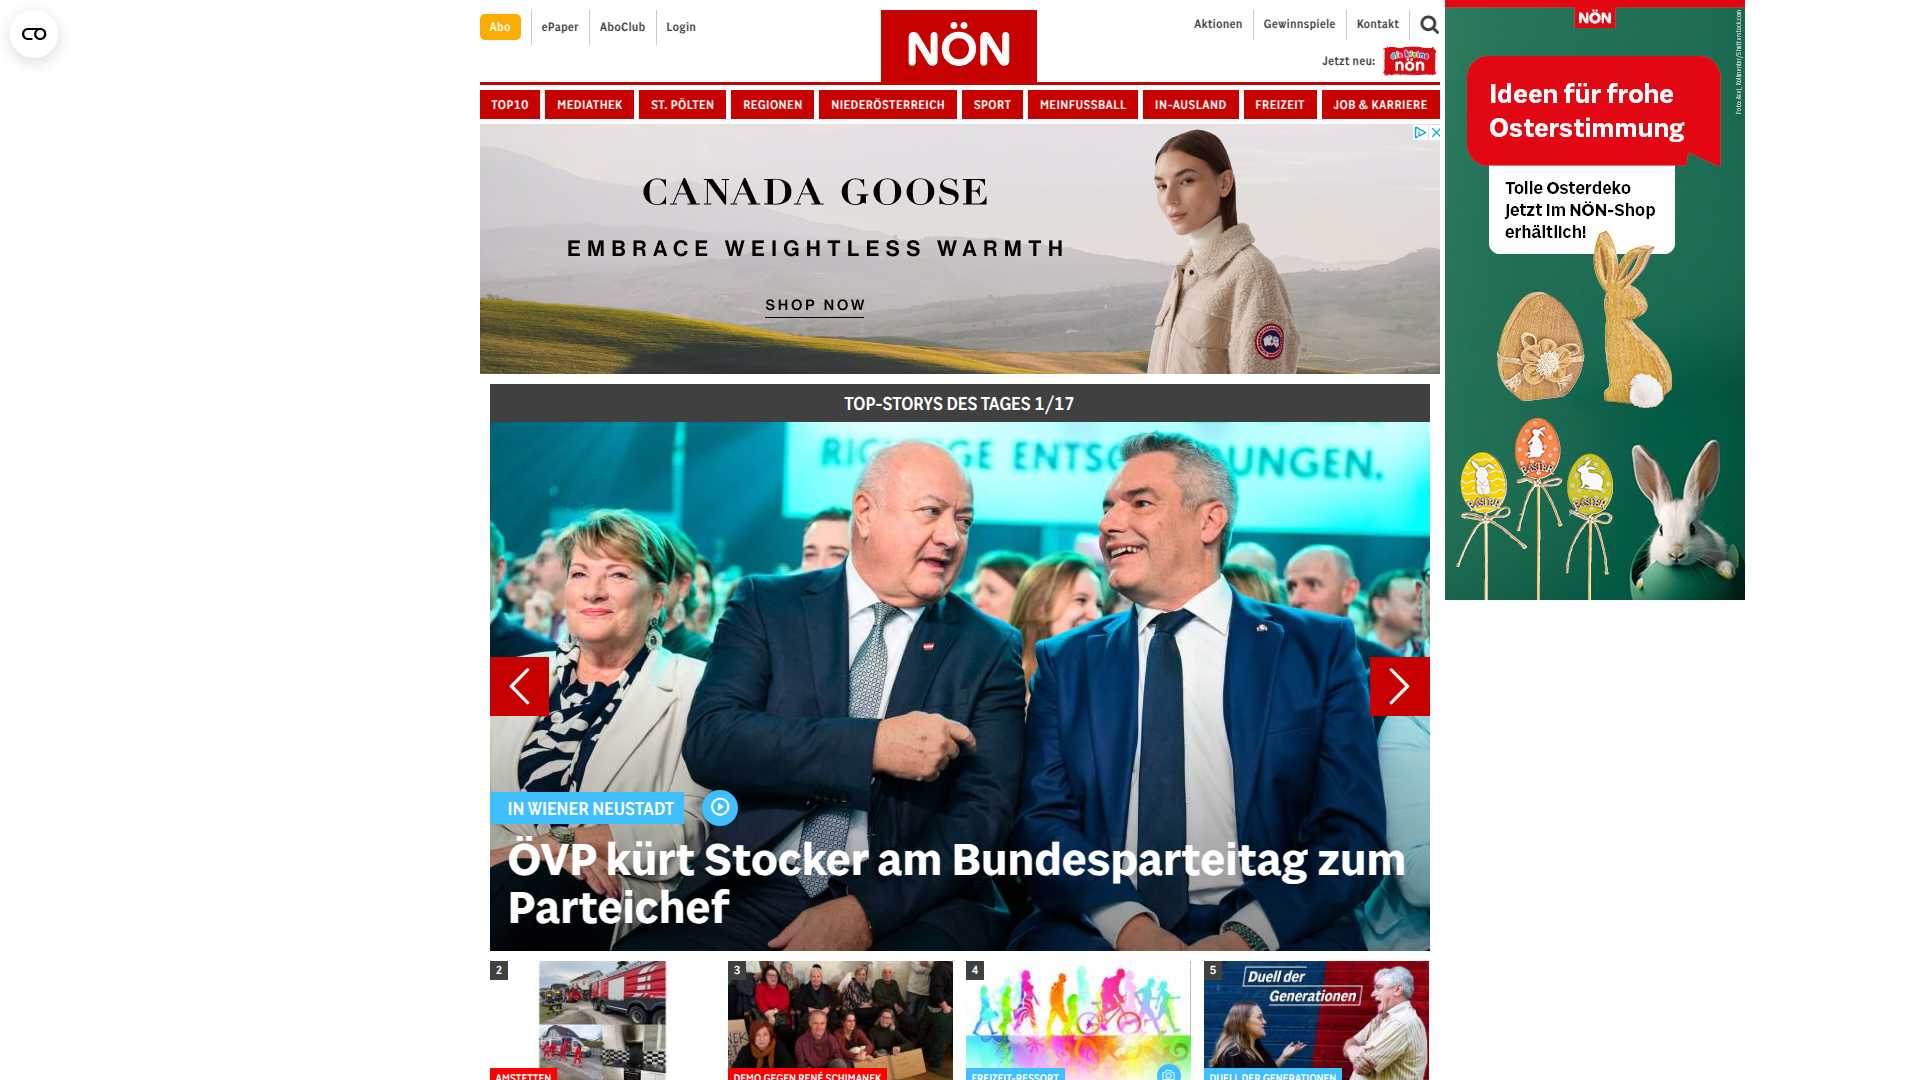 Abo
ePaper
AboClub
Login
NÖN
Aktionen
Gewinnspiele
Kontakt
Jetzt neu:
die kleine
nön
TOP10
MEDIATHEK
ST. PÖLTEN
REGIONEN
NIEDERÖSTERREICH
SPORT
MEINFUSSBALL
IN-AUSLAND
FREIZEIT
JOB & KARRIERE
CANADA GOOSE
EMBRACE WEIGHTLESS WARMTH
SHOP NOW
NÖN
Ideen für frohe
Osterstimmung
Tolle Osterdeko
jetzt im NÖN-Shop
erhältlich!
EASTER
EASTER
EASTER
TOP-STORYS DES TAGES 1/17
IN WIENER NEUSTADT
ÖVP kürt Stocker am Bundesparteitag zum
Parteichef
2
AMSTETTEN
3
DEMO GEGEN RENÉ SCHIMANEK
4
FREIZEIT-RESSORT
5
Duell der
Generationen
DUELL DER GENERATIONEN